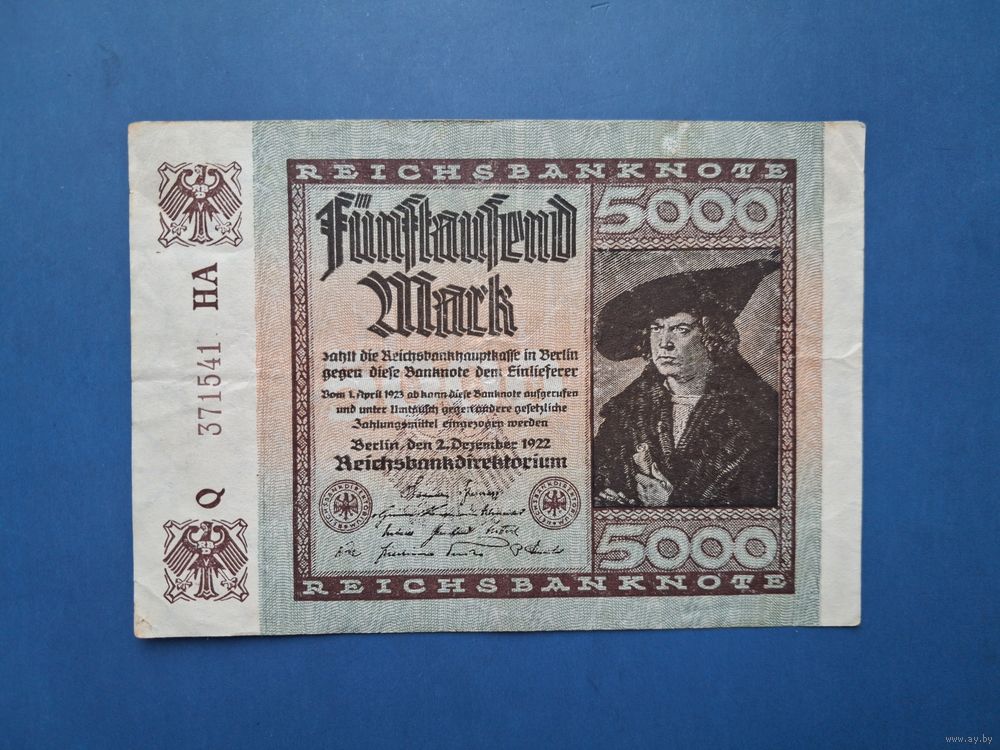 REICHSBANKNOTE
Fünftausend
Mark
zahlt die Reichsbankhauptkasse in Berlin
gegen diese Banknote dem Einlieferer
Vom 1. April 1923 ab kann diese Banknote aufgerufen
und unter Umtausch gegen andere gesetzliche
Zahlungsmittel eingezogen werden
Berlin, den 2. Dezember 1922
Reichsbankdirektorium
5000
5000
REICHSBANKNOTE
Q 371541 HA
www.ay.by